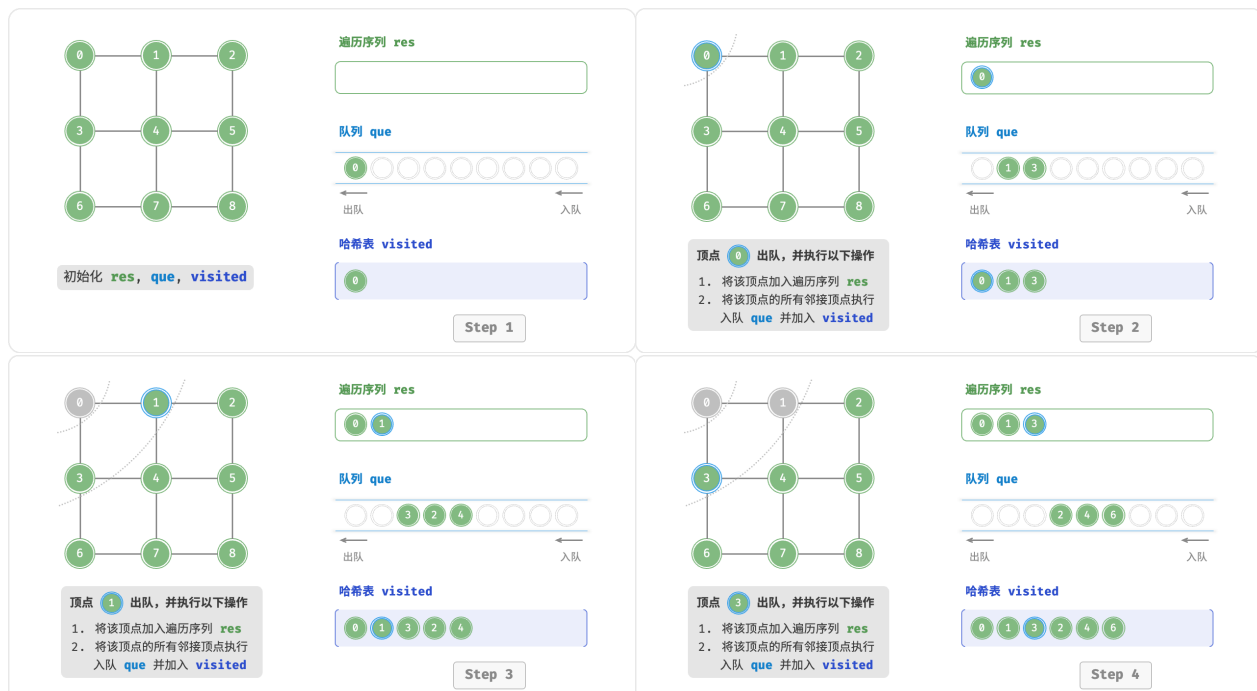 0 1 2
3 4 5
6 7 8
初始化 res, que, visited
遍历序列 res
队列 que
0
出队 入队
哈希表 visited
0
Step 1
0 1 2
3 4 5
6 7 8
顶点 0 出队，并执行以下操作
1. 将该顶点加入遍历序列 res
2. 将该顶点的所有邻接顶点执行
入队 que 并加入 visited
遍历序列 res
0
队列 que
1 3
出队 入队
哈希表 visited
0 1 3
Step 2
0 1 2
3 4 5
6 7 8
顶点 1 出队，并执行以下操作
1. 将该顶点加入遍历序列 res
2. 将该顶点的所有邻接顶点执行
入队 que 并加入 visited
遍历序列 res
0 1
队列 que
3 2 4
出队 入队
哈希表 visited
0 1 3 2 4
Step 3
0 1 2
3 4 5
6 7 8
顶点 3 出队，并执行以下操作
1. 将该顶点加入遍历序列 res
2. 将该顶点的所有邻接顶点执行
入队 que 并加入 visited
遍历序列 res
0 1 3
队列 que
2 4 6
出队 入队
哈希表 visited
0 1 3 2 4 6
Step 4